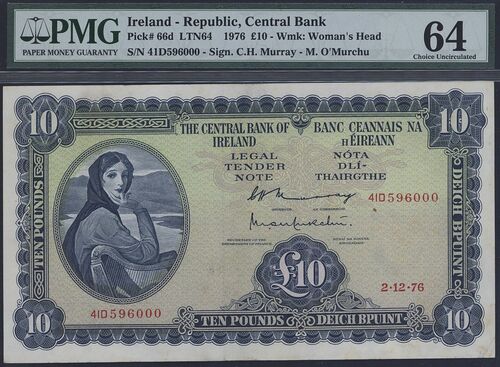 PMG
PAPER MONEY GUARANTY
Ireland - Republic, Central Bank
Pick# 66d LTN64 1976 £10 - Wmk: Woman's Head
S/N 41D596000 - Sign. C.H. Murray - M. O'Murchu
64
Choice Uncirculated
10
10
THE CENTRAL BANK OF IRELAND
BANC CEANNAIS NA hÉIREANN
LEGAL TENDER NOTE
NÓTA DLÍ-THAIRGTHE
41D596000
TEN POUNDS
DEICH BPUINT
£10
2·12·76
41D596000
10
TEN POUNDS
DEICH BPUINT
10